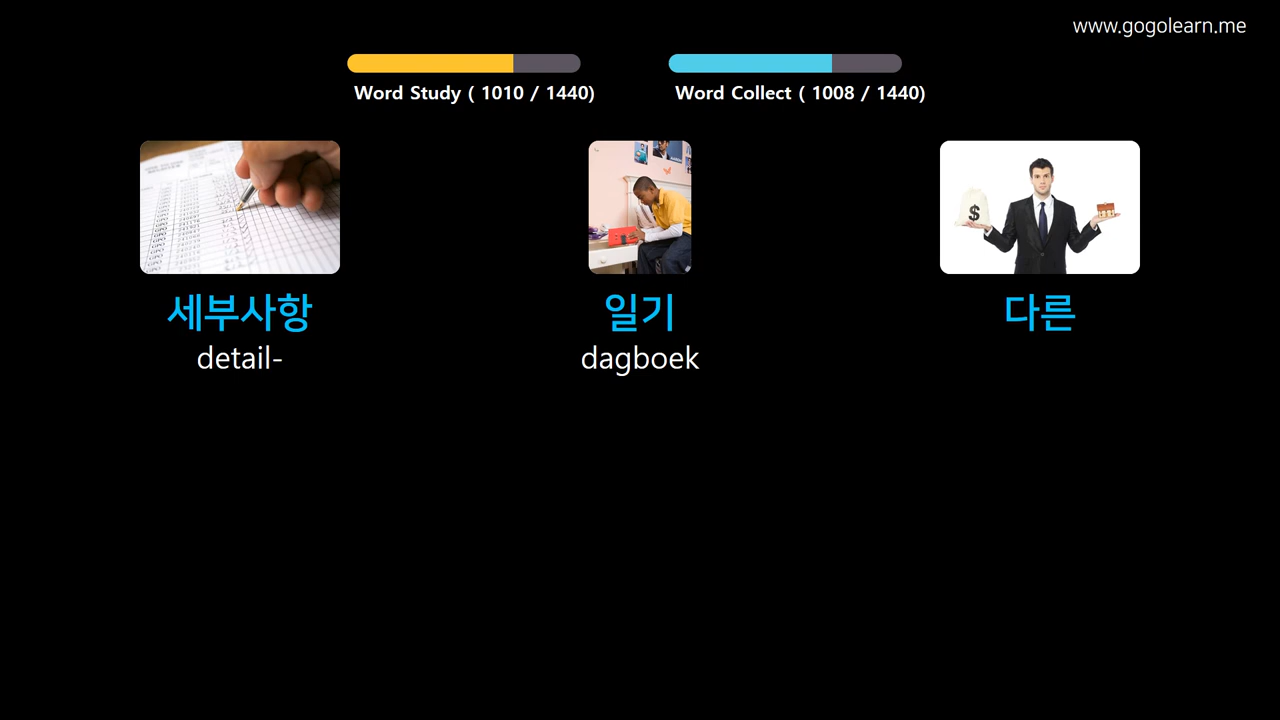 www.gogolearn.me
Word Study ( 1010 / 1440)
Word Collect ( 1008 / 1440)
세부사항
일기
다른
detail-
dagboek